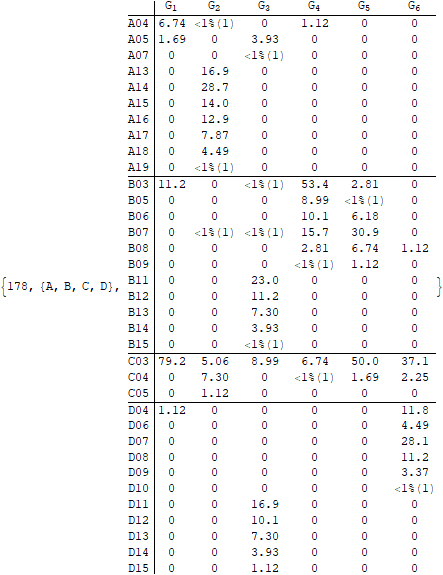 G1 G2 G3 G4 G5 G6
A04 6.74 <1%(1) 0 1.12 0 0
A05 1.69 0 3.93 0 0 0
A07 0 0 <1%(1) 0 0 0
A13 0 16.9 0 0 0 0
A14 0 28.7 0 0 0 0
A15 0 14.0 0 0 0 0
A16 0 12.9 0 0 0 0
A17 0 7.87 0 0 0 0
A18 0 4.49 0 0 0 0
A19 0 <1%(1) 0 0 0 0
B03 11.2 0 <1%(1) 53.4 2.81 0
B05 0 0 0 8.99 <1%(1) 0
B06 0 0 0 10.1 6.18 0
B07 0 <1%(1) <1%(1) 15.7 30.9 0
B08 0 0 0 2.81 6.74 1.12
B09 0 0 0 <1%(1) 1.12 0
{178, {A, B, C, D}, B11 0 0 23.0 0 0 0 }
B12 0 0 11.2 0 0 0
B13 0 0 7.30 0 0 0
B14 0 0 3.93 0 0 0
B15 0 0 <1%(1) 0 0 0
C03 79.2 5.06 8.99 6.74 50.0 37.1
C04 0 7.30 0 <1%(1) 1.69 2.25
C05 0 1.12 0 0 0 0
D04 1.12 0 0 0 0 11.8
D06 0 0 0 0 0 4.49
D07 0 0 0 0 0 28.1
D08 0 0 0 0 0 11.2
D09 0 0 0 0 0 3.37
D10 0 0 0 0 0 <1%(1)
D11 0 0 16.9 0 0 0
D12 0 0 10.1 0 0 0
D13 0 0 7.30 0 0 0
D14 0 0 3.93 0 0 0
D15 0 0 1.12 0 0 0